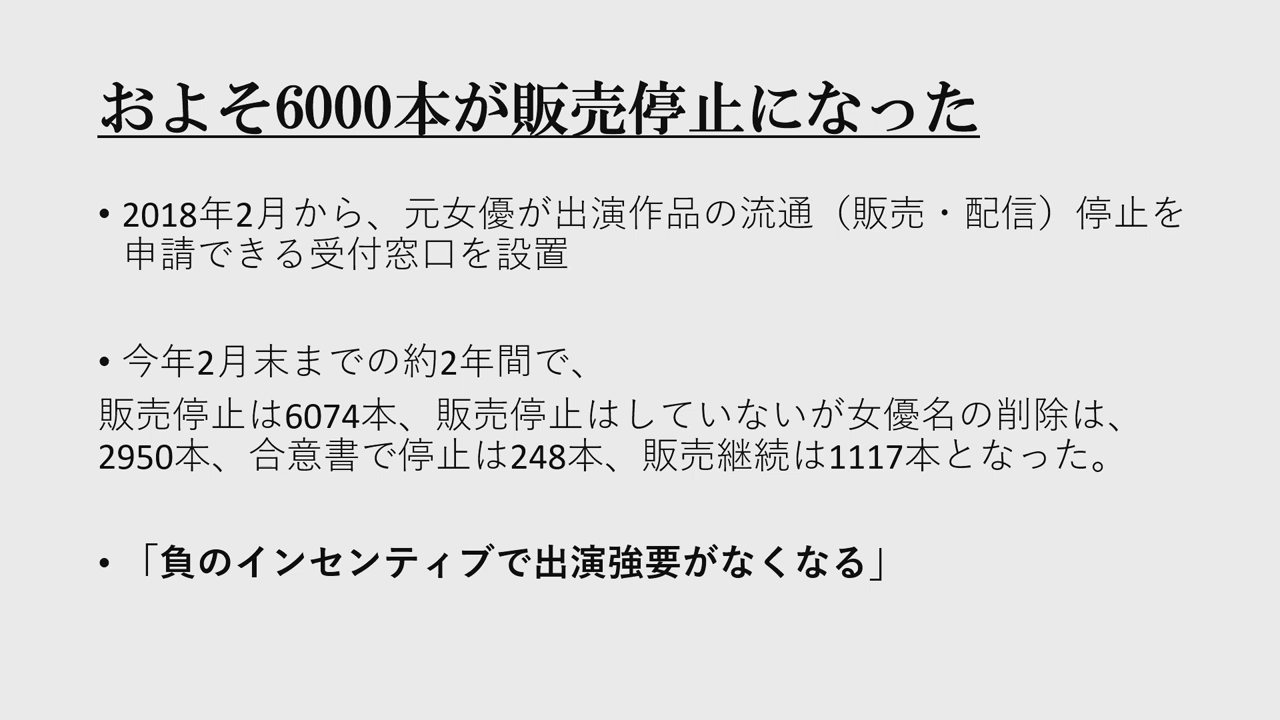 およそ6000本が販売停止になった
• 2018年2月から、元女優が出演作品の流通（販売・配信）停止を
申請できる受付窓口を設置
• 今年2月末までの約2年間で、
販売停止は6074本、販売停止はしていないが女優名の削除は、
2950本、合意書で停止は248本、販売継続は1117本となった。
• 「負のインセンティブで出演強要がなくなる」